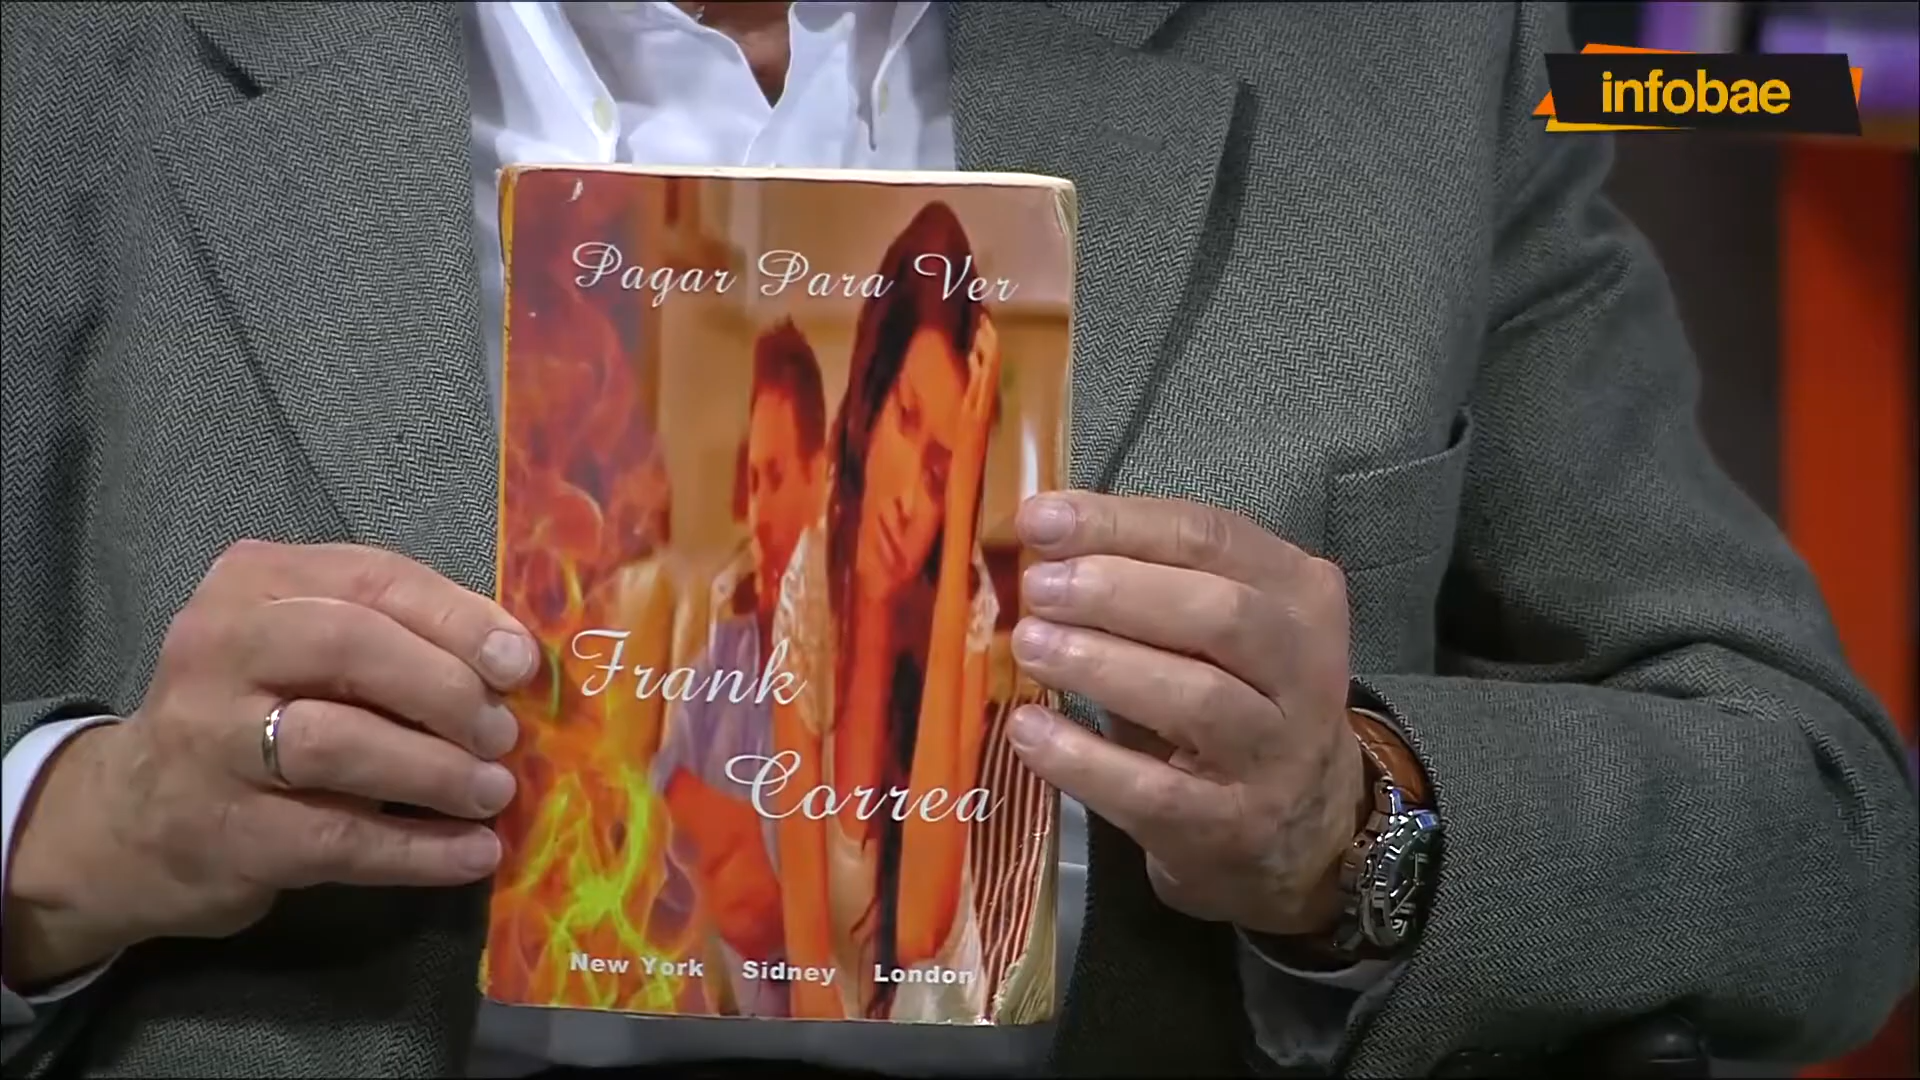 infobae
Pagar Para Ver
Frank
Correa
New York Sidney London